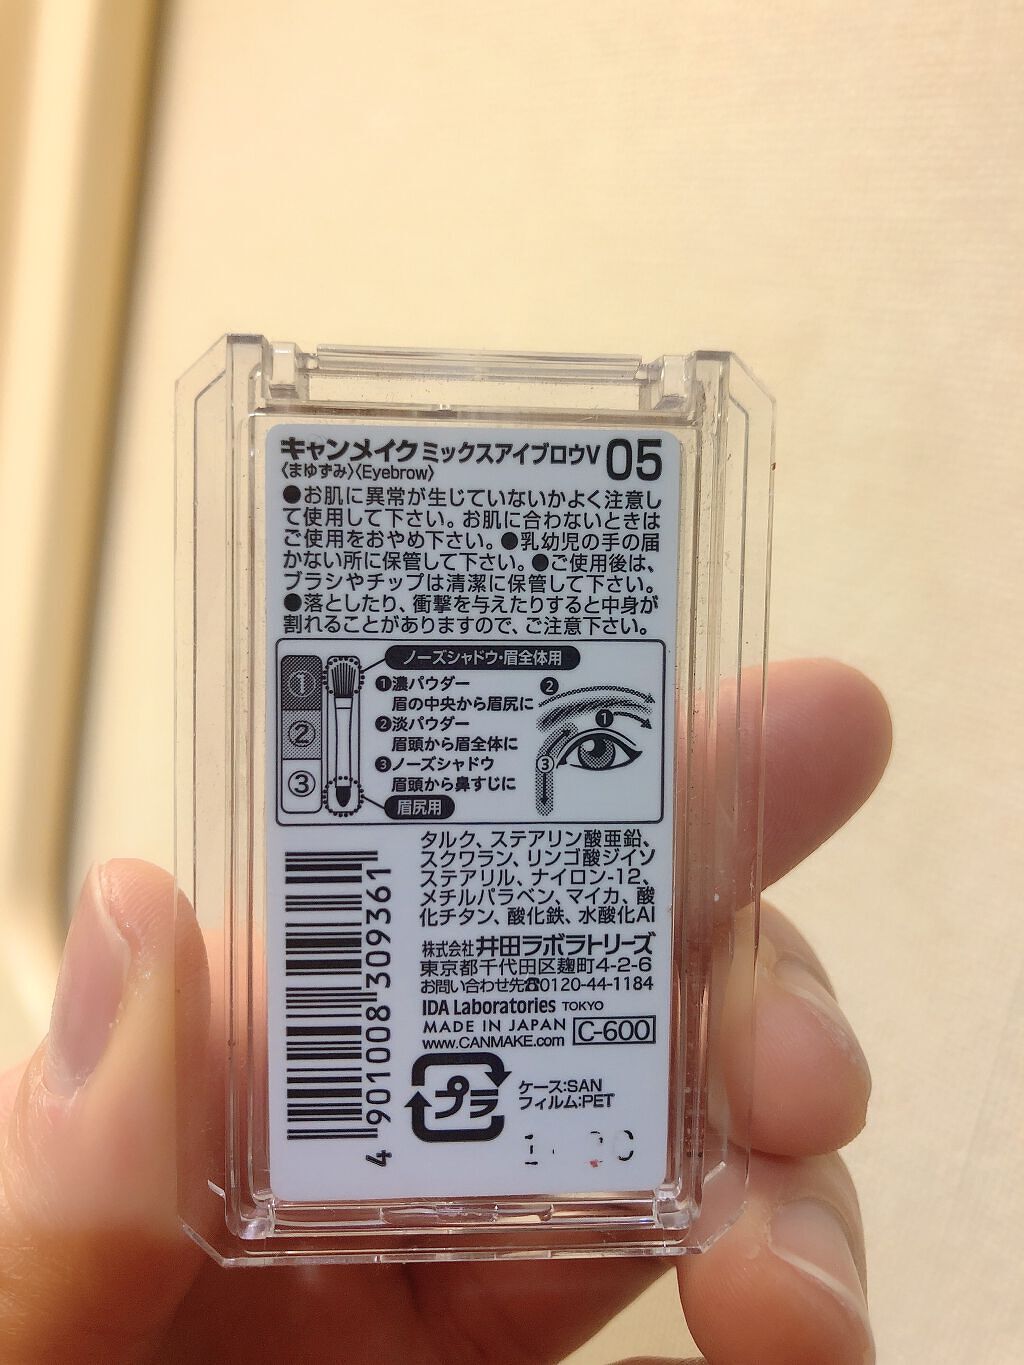 キャンメイク ミックスアイブロウV 05
〈まゆずみ〉〈Eyebrow〉
●お肌に異常が生じていないかよく注意し
て使用して下さい。お肌に合わないときは
ご使用をおやめ下さい。●乳幼児の手の届
かない所に保管して下さい。●ご使用後は、
ブラシやチップは清潔に保管して下さい。
●落としたり、衝撃を与えたりすると中身が
割れることがありますので、ご注意下さい。
ノーズシャドウ・眉全体用
①
②
③
❶濃パウダー
眉の中央から眉尻に
❷淡パウダー
眉頭から眉全体に
❸ノーズシャドウ
眉頭から鼻すじに
眉尻用
❷
❶
③
タルク、ステアリン酸亜鉛、
スクワラン、リンゴ酸ジイソ
ステアリル、ナイロン-12、
メチルパラベン、マイカ、酸
化チタン、酸化鉄、水酸化Al
株式会社 井田ラボラトリーズ
東京都千代田区麹町4-2-6
お問い合わせ先☎0120-44-1184
IDA Laboratories TOKYO
MADE IN JAPAN
www.CANMAKE.com
C-600
プラ
ケース:SAN
フィルム:PET
4 901008 309361